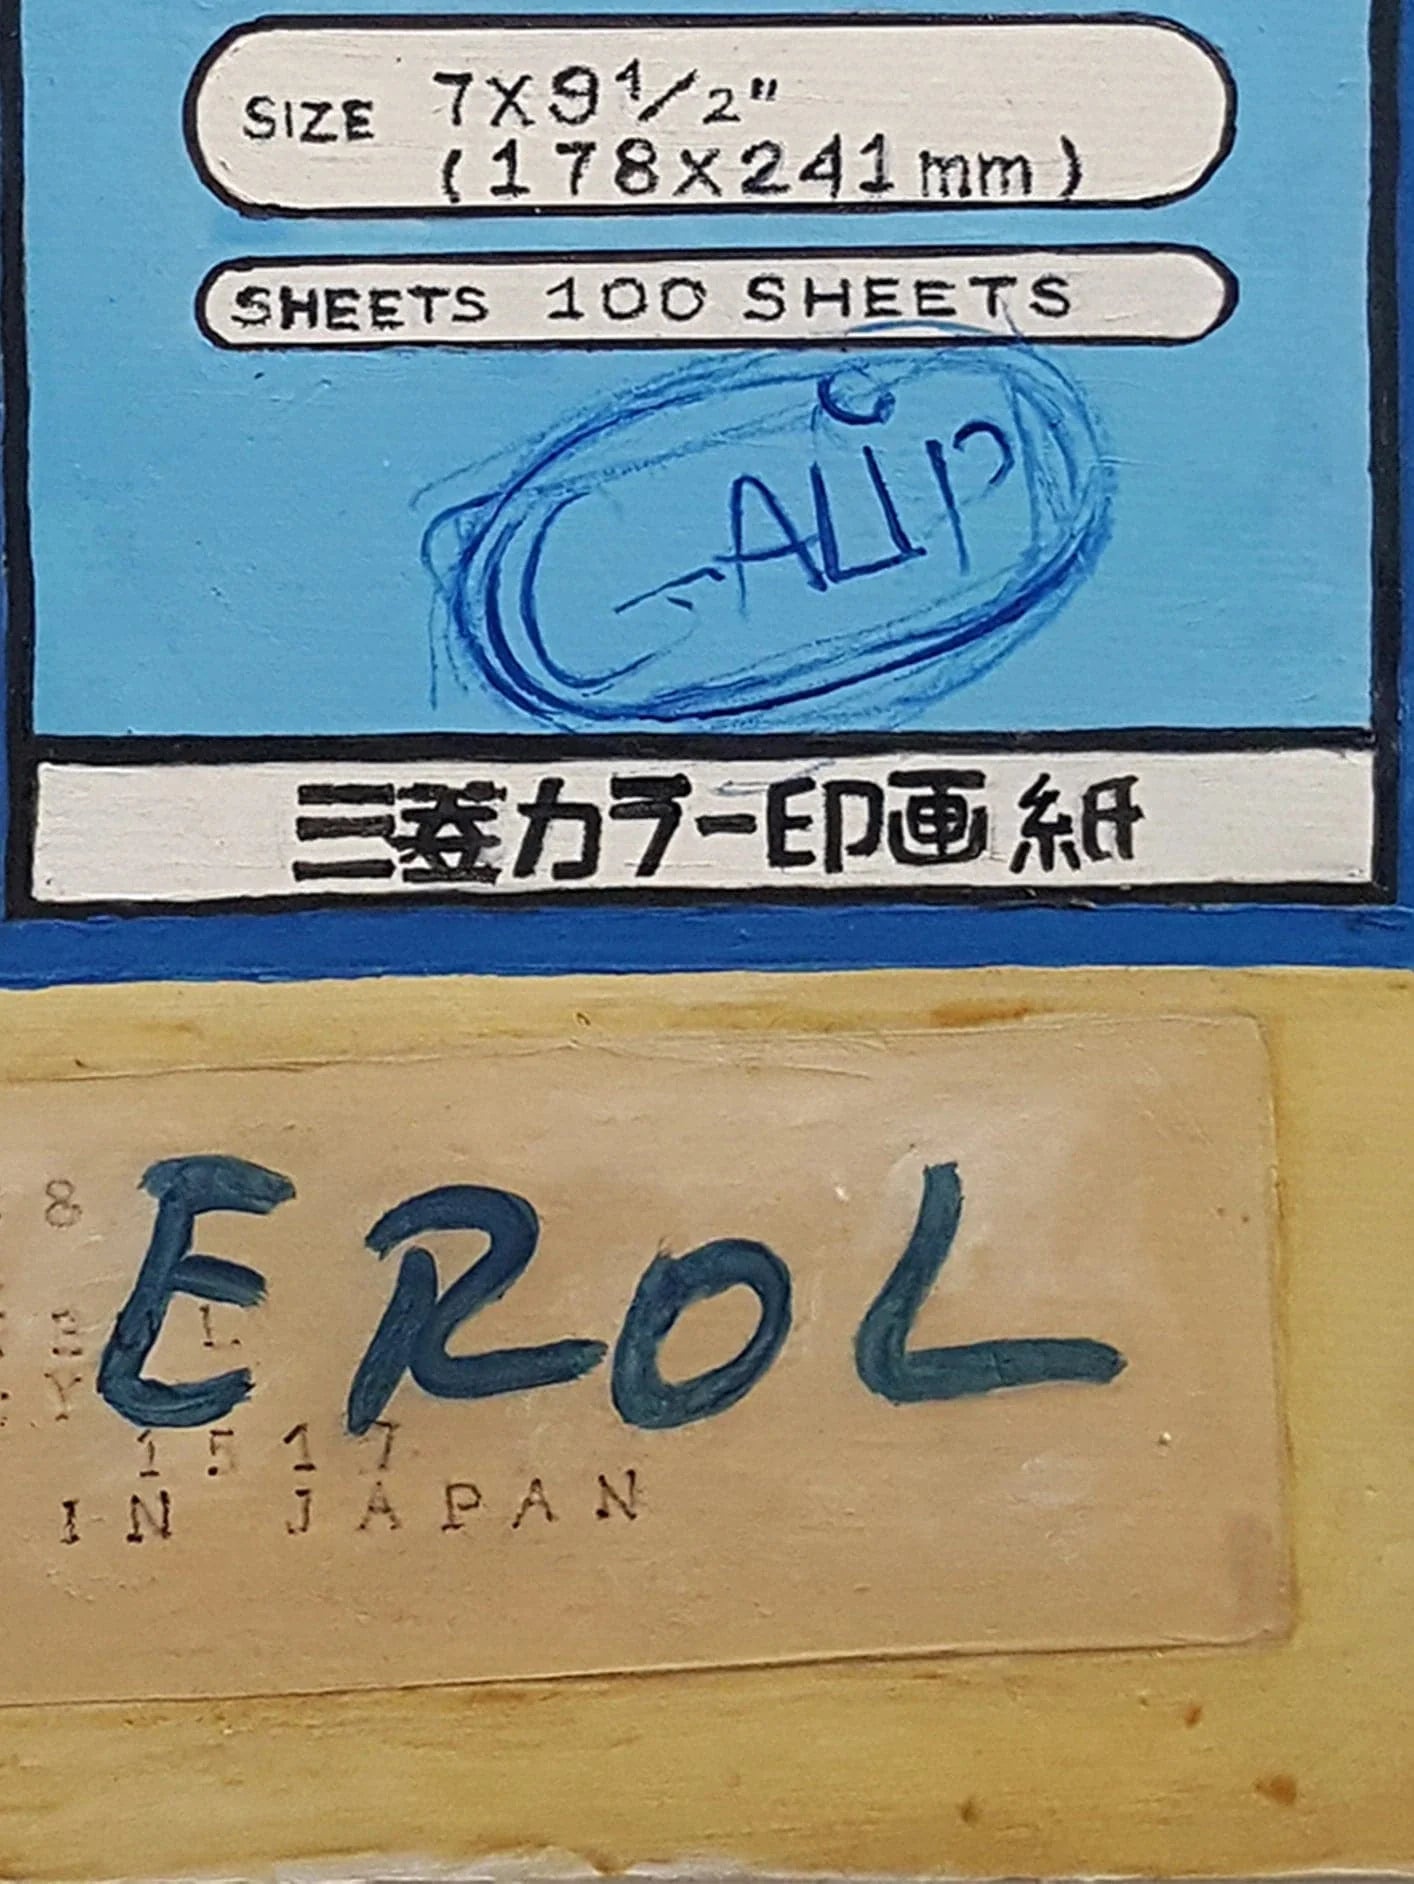 SIZE 7X9 1/2"
(178X241mm)
SHEETS 100 SHEETS
GALiP
三菱カラー印画紙
8
EROL
1517
IN JAPAN